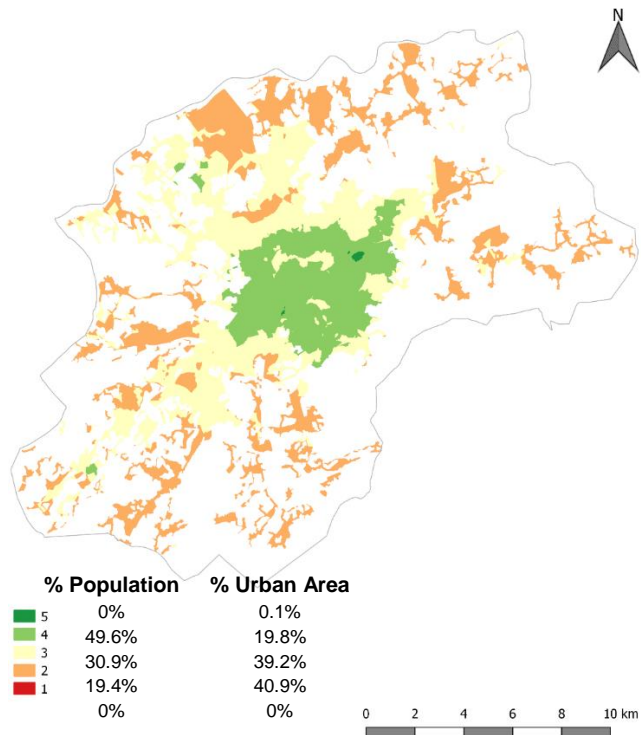 N
% Population % Urban Area
5 0% 0.1%
4 49.6% 19.8%
3 30.9% 39.2%
2 19.4% 40.9%
1 0% 0%
0 2 4 6 8 10 km